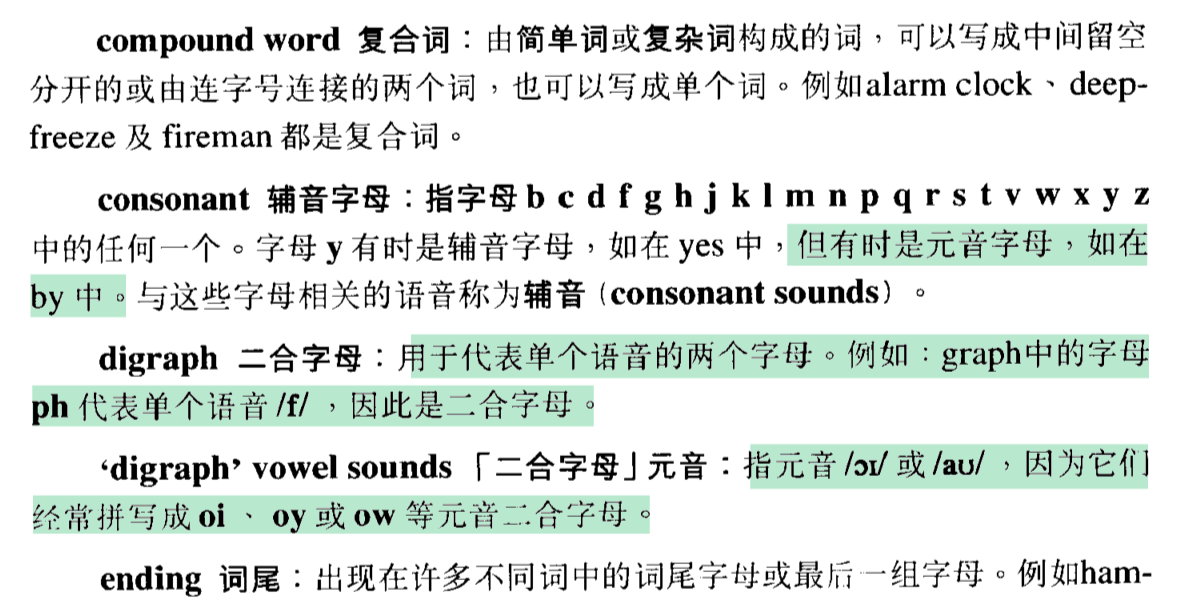 compound word 复合词：由简单词或复杂词构成的词，可以写成中间留空
分开的或由连字号连接的两个词，也可以写成单个词。例如alarm clock、deep-
freeze 及 fireman 都是复合词。
consonant 辅音字母：指字母 b c d f g h j k l m n p q r s t v w x y z
中的任何一个。字母 y 有时是辅音字母，如在 yes 中，但有时是元音字母，如在
by 中。与这些字母相关的语音称为辅音（consonant sounds）。
digraph 二合字母：用于代表单个语音的两个字母。例如：graph中的字母
ph 代表单个语音 /f/，因此是二合字母。
‘digraph’ vowel sounds「二合字母」元音：指元音 /ɔɪ/ 或 /aʊ/，因为它们
经常拼写成 oi、oy 或 ow 等元音二合字母。
ending 词尾：出现在许多不同词中的词尾字母或最后一组字母。例如ham-